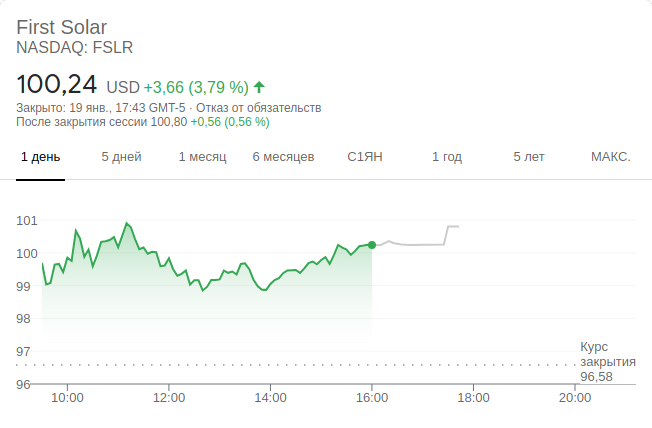 First Solar
NASDAQ: FSLR
100,24 USD +3,66 (3,79 %)
Закрыто: 19 янв., 17:43 GMT-5 · Отказ от обязательств
После закрытия сессии 100,80 +0,56 (0,56 %)
1 день 5 дней 1 месяц 6 месяцев С1ЯН 1 год 5 лет МАКС.
101
100
99
98
97
96
Курс
закрытия
96,58
10:00 12:00 14:00 16:00 18:00 20:00